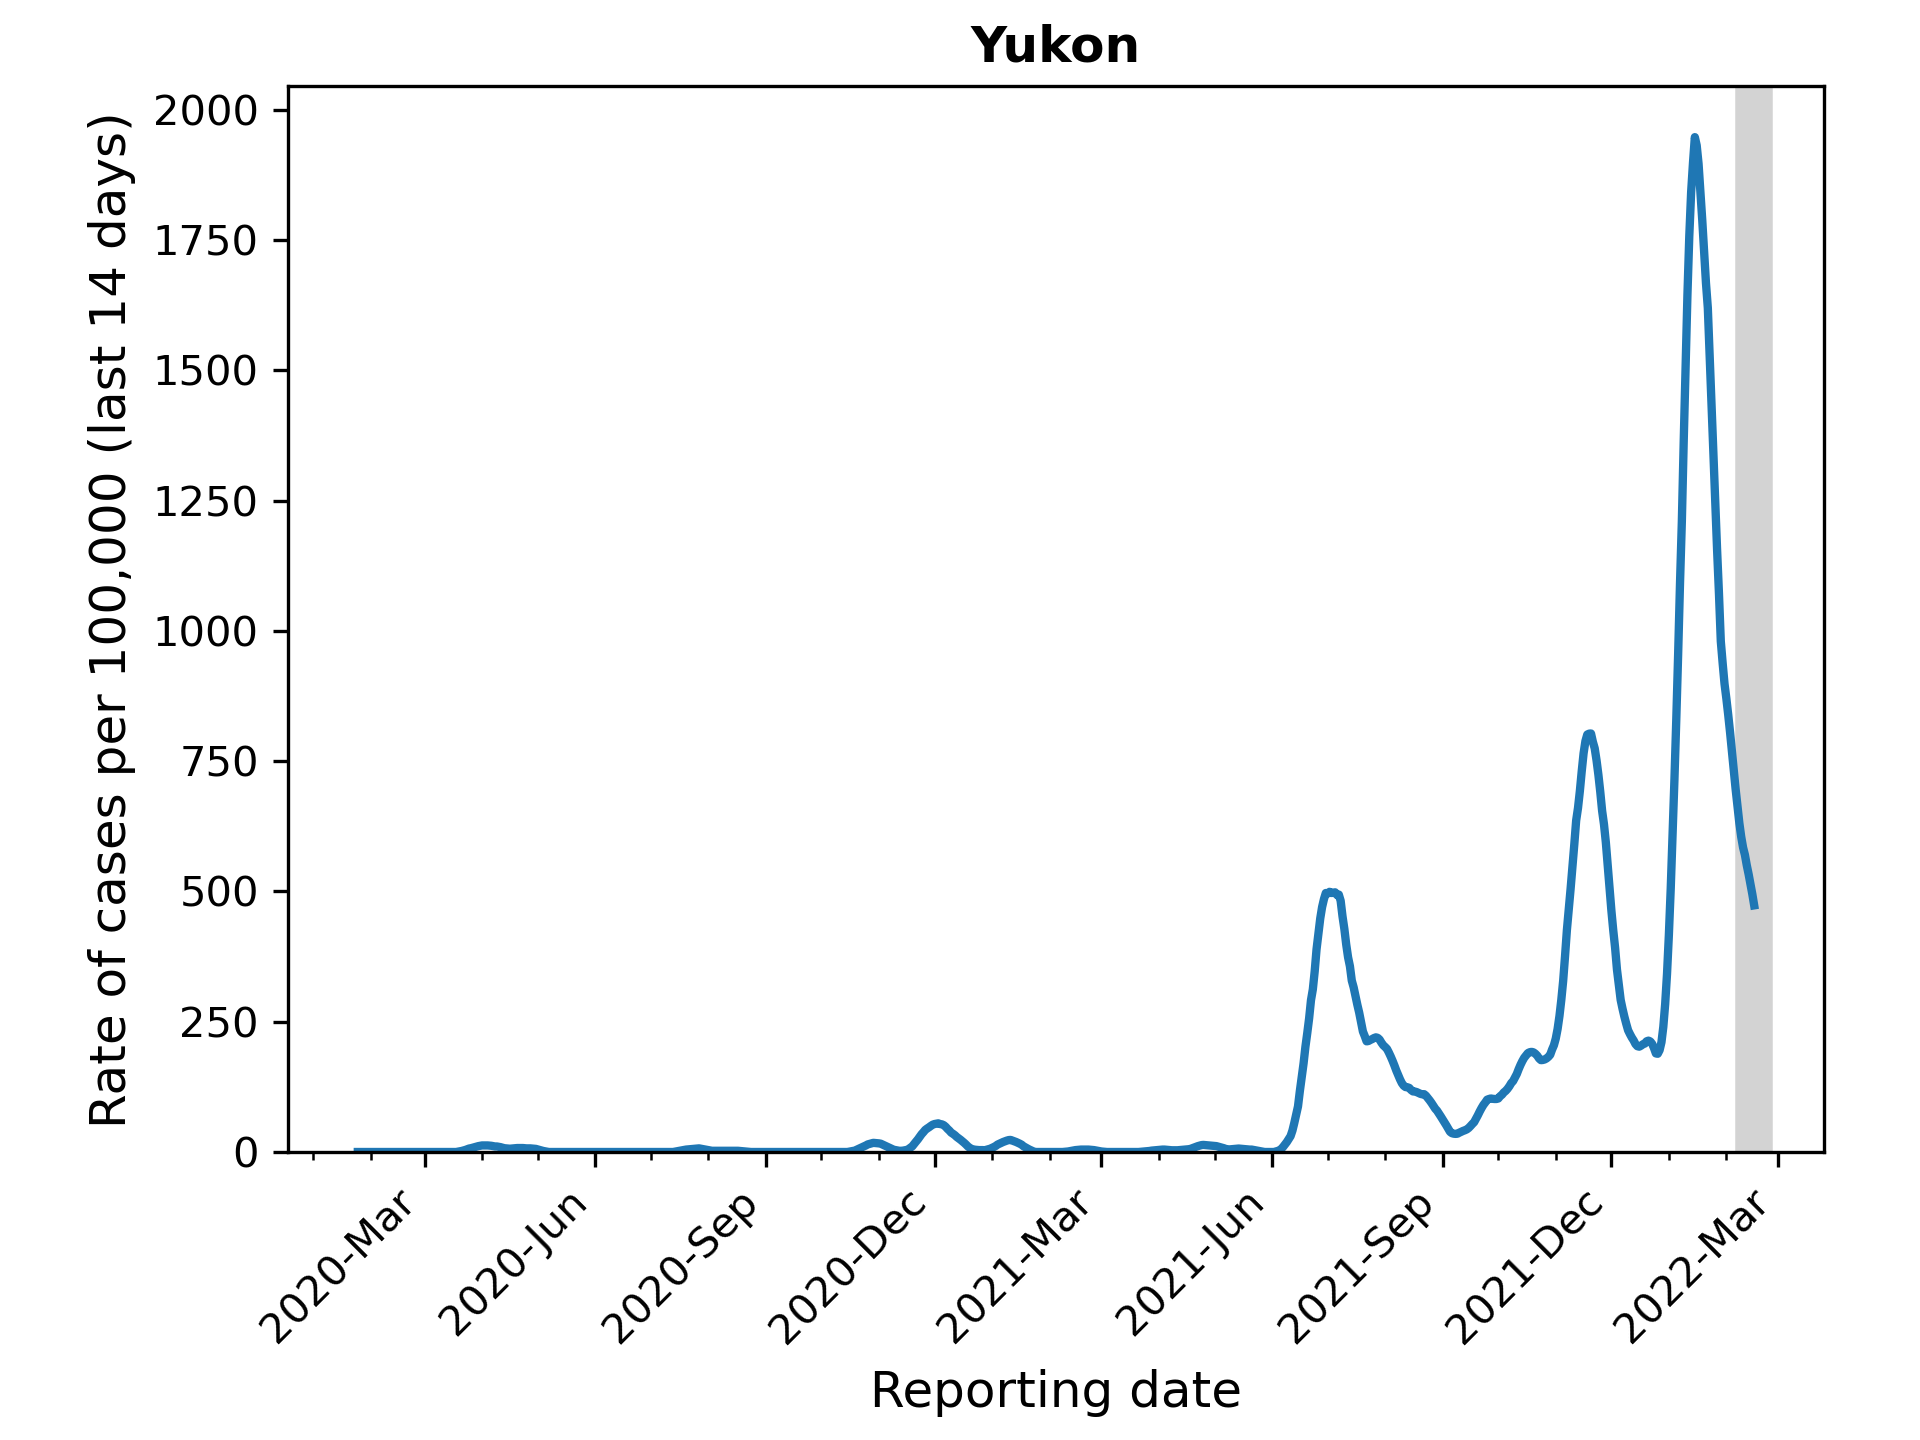 Yukon
Rate of cases per 100,000 (last 14 days)
2000
1750
1500
1250
1000
750
500
250
0
2020-Mar
2020-Jun
2020-Sep
2020-Dec
2021-Mar
2021-Jun
2021-Sep
2021-Dec
2022-Mar
Reporting date